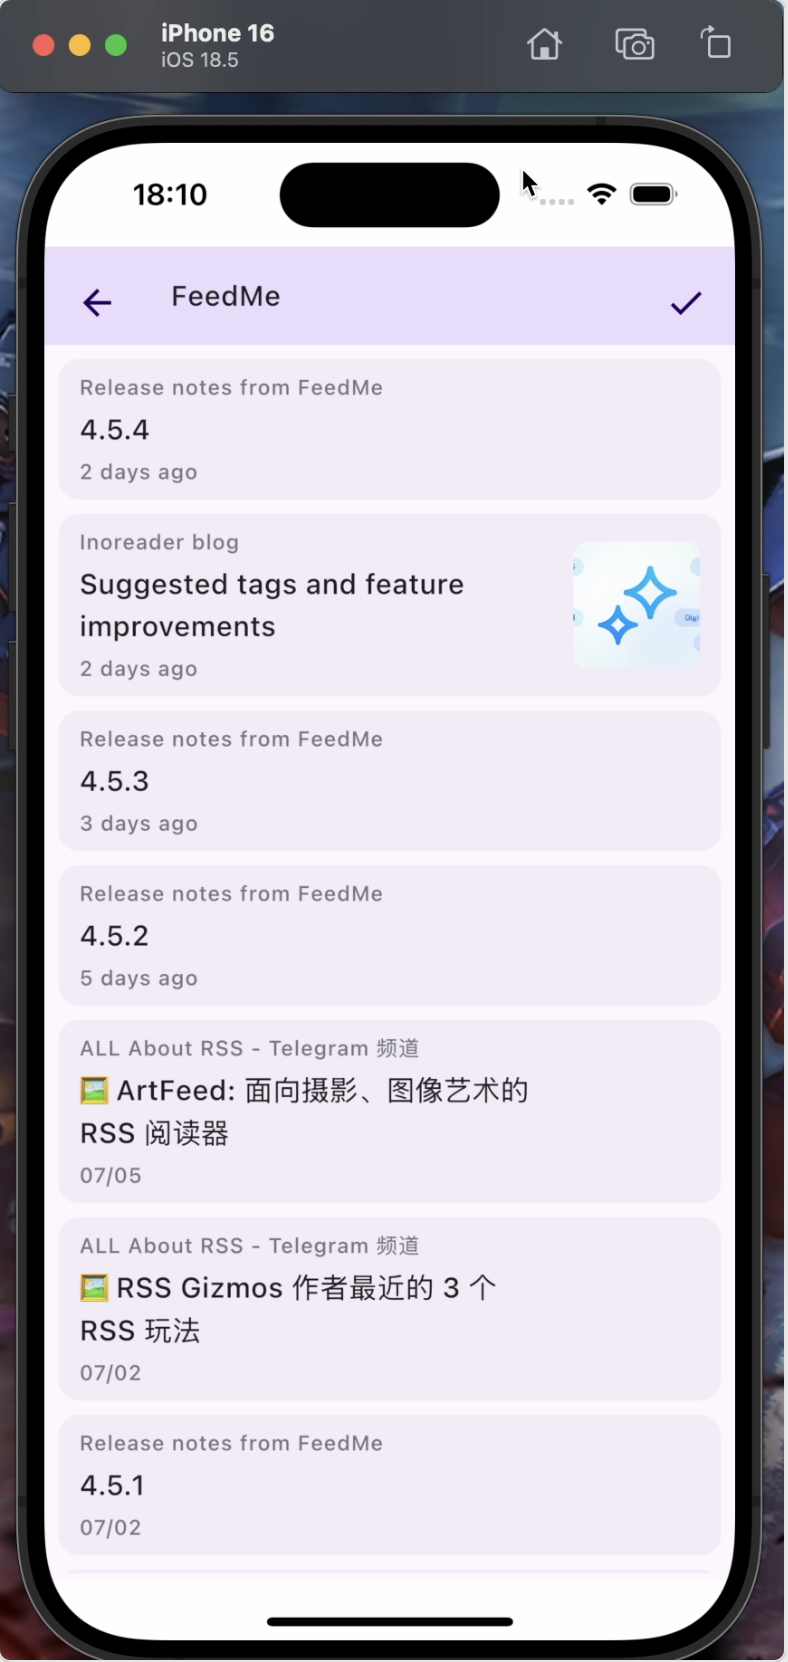 iPhone 16
iOS 18.5
18:10
FeedMe
Release notes from FeedMe
4.5.4
2 days ago
Inoreader blog
Suggested tags and feature
improvements
2 days ago
Digi
Release notes from FeedMe
4.5.3
3 days ago
Release notes from FeedMe
4.5.2
5 days ago
ALL About RSS - Telegram 频道
🖼️ ArtFeed: 面向摄影、图像艺术的
RSS 阅读器
07/05
ALL About RSS - Telegram 频道
🖼️ RSS Gizmos 作者最近的 3 个
RSS 玩法
07/02
Release notes from FeedMe
4.5.1
07/02